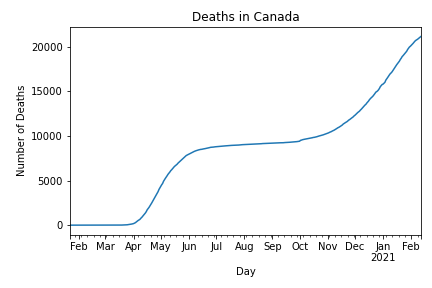 Deaths in Canada
Number of Deaths
20000
15000
10000
5000
0
Feb Mar Apr May Jun Jul Aug Sep Oct Nov Dec Jan Feb
2021
Day